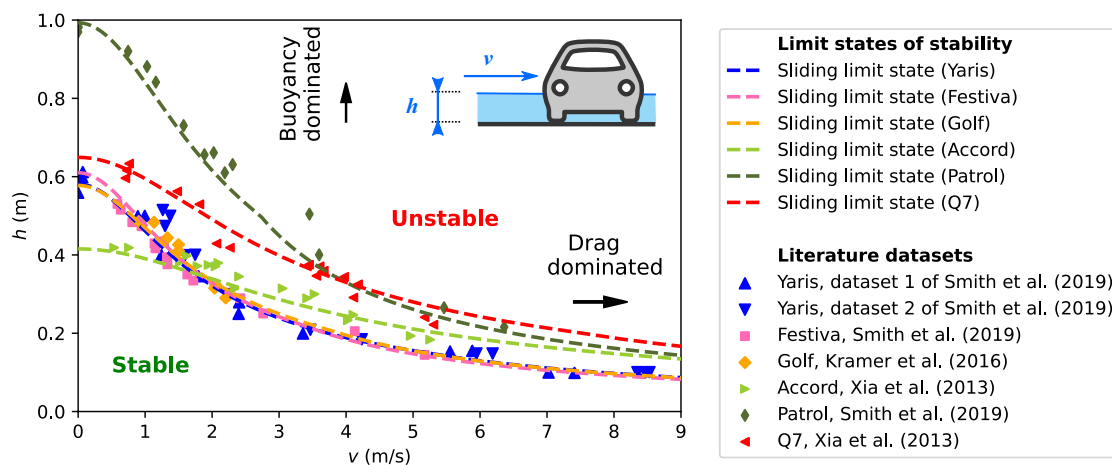 1.0
0.8
0.6
0.4
0.2
0.0
h (m)
0 1 2 3 4 5 6 7 8 9
v (m/s)
Buoyancy
dominated
v
h
Unstable
Drag
dominated
Stable
Limit states of stability
Sliding limit state (Yaris)
Sliding limit state (Festiva)
Sliding limit state (Golf)
Sliding limit state (Accord)
Sliding limit state (Patrol)
Sliding limit state (Q7)
Literature datasets
Yaris, dataset 1 of Smith et al. (2019)
Yaris, dataset 2 of Smith et al. (2019)
Festiva, Smith et al. (2019)
Golf, Kramer et al. (2016)
Accord, Xia et al. (2013)
Patrol, Smith et al. (2019)
Q7, Xia et al. (2013)